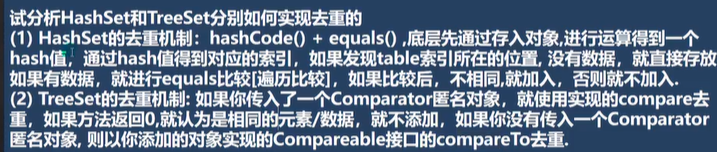 试分析HashSet和TreeSet分别如何实现去重的
(1) HashSet的去重机制：hashCode() + equals() ,底层先通过存入对象,进行运算得到一个
hash值，通过hash值得到对应的索引，如果发现table索引所在的位置, 没有数据，就直接存放
如果有数据，就进行equals比较[遍历比较]，如果比较后，不相同,就加入，否则就不加入.
(2) TreeSet的去重机制: 如果你传入了一个Comparator匿名对象，就使用实现的compare去
重，如果方法返回0,就认为是相同的元素/数据，就不添加，如果你没有传入一个Comparator
匿名对象, 则以你添加的对象实现的Compareable接口的compareTo去重.